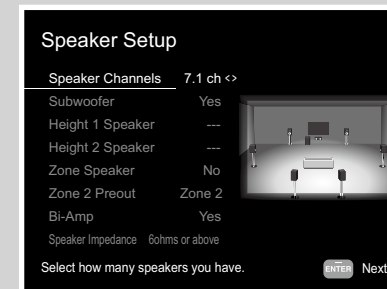 Speaker Setup
Speaker Channels 7.1 ch <>
Subwoofer Yes
Height 1 Speaker ---
Height 2 Speaker ---
Zone Speaker No
Zone 2 Preout Zone 2
Bi-Amp Yes
Speaker Impedance 6ohms or above
Select how many speakers you have.
ENTER Next